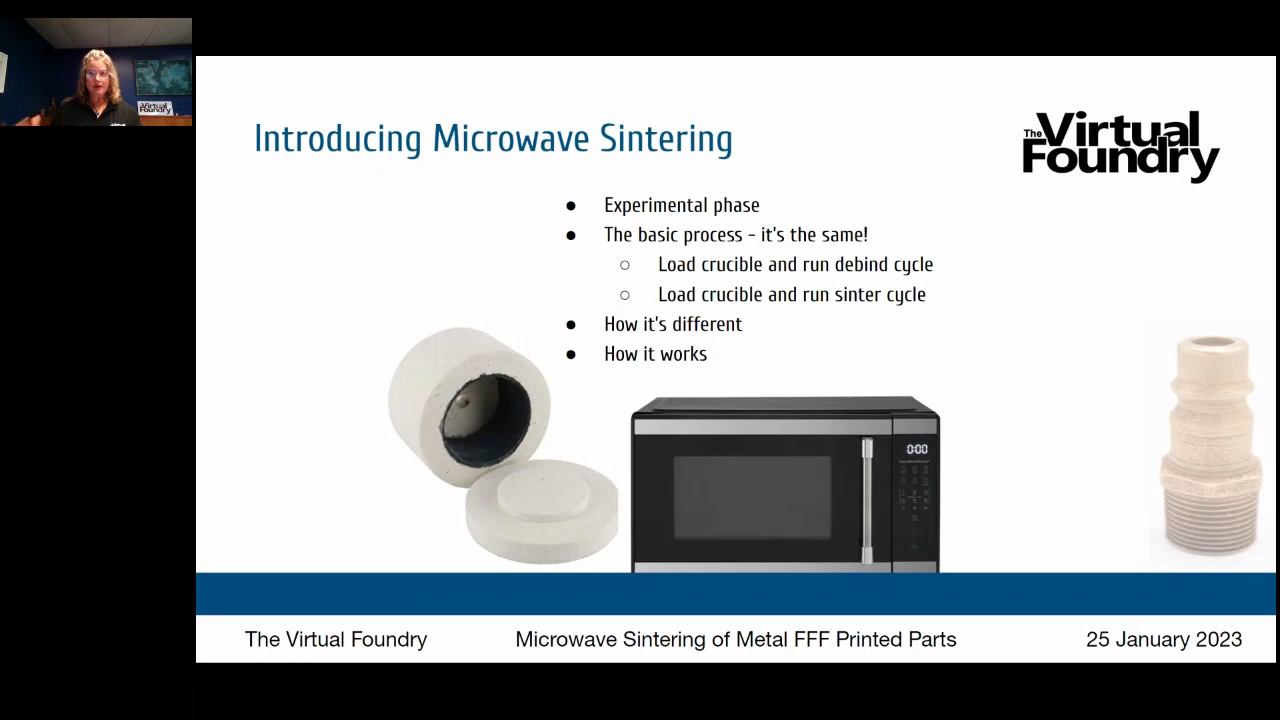 Virtual
Foundry
Introducing Microwave Sintering
The Virtual
Foundry
● Experimental phase
● The basic process - it's the same!
○ Load crucible and run debind cycle
○ Load crucible and run sinter cycle
● How it's different
● How it works
0:00
The Virtual Foundry
Microwave Sintering of Metal FFF Printed Parts
25 January 2023